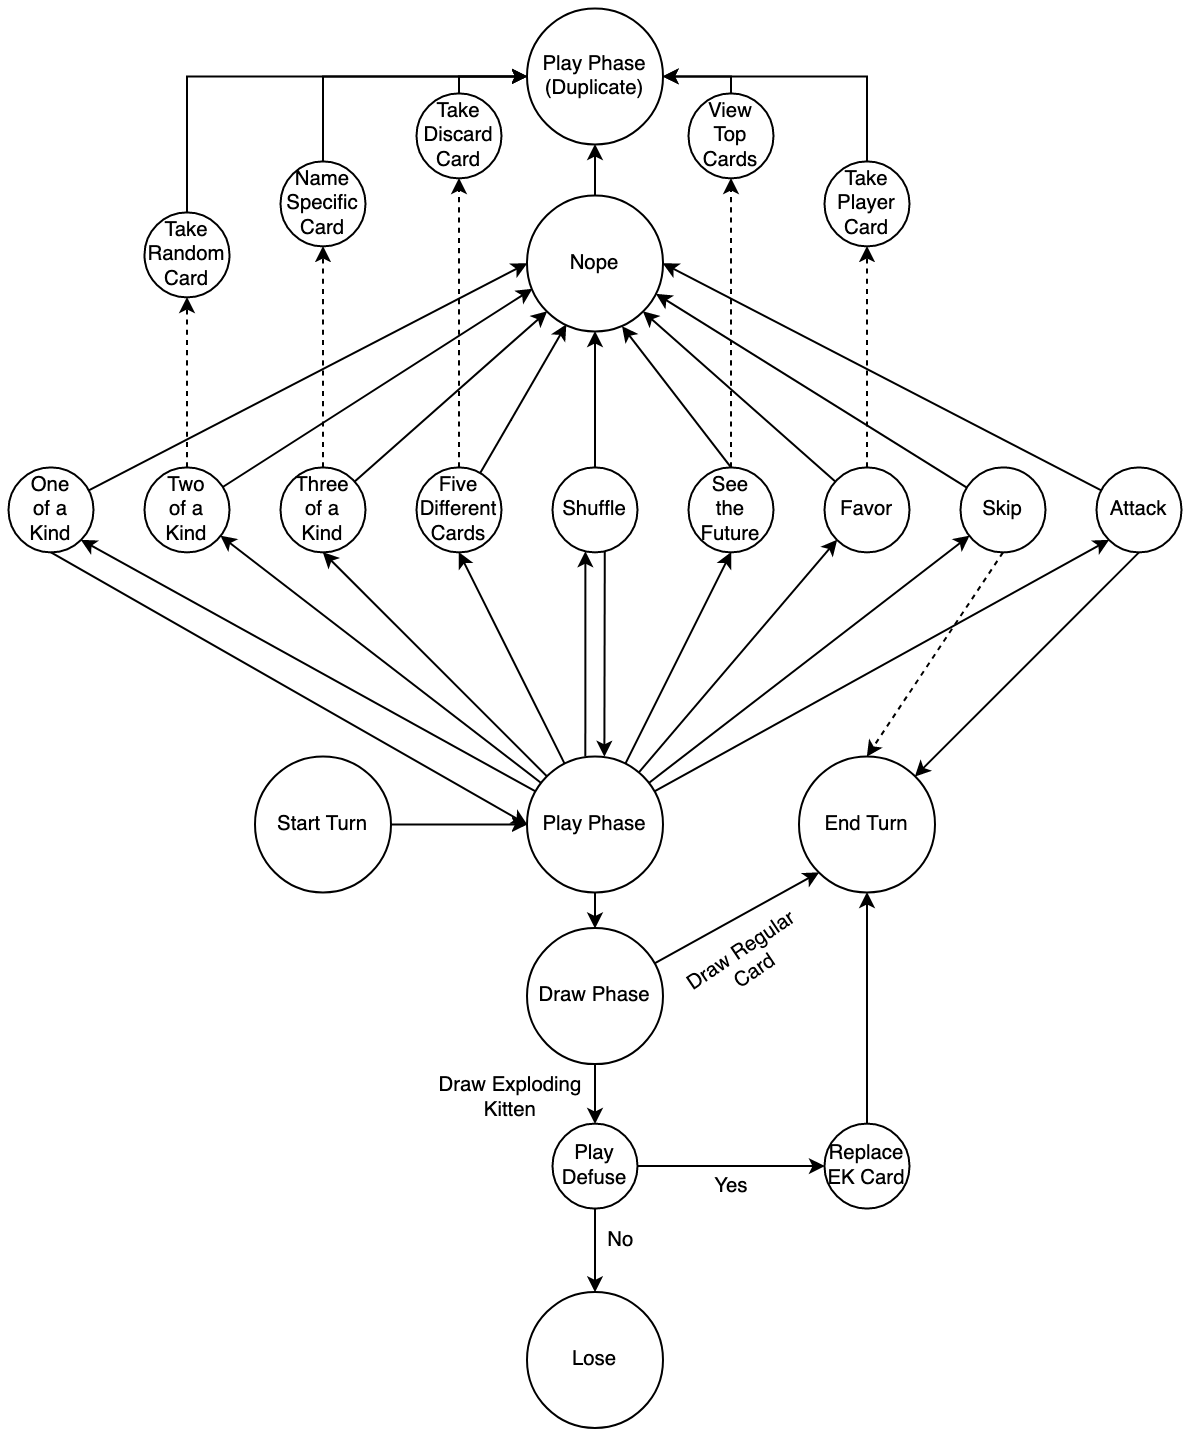 Play Phase
(Duplicate)
Take
Discard
Card
View
Top
Cards
Name
Specific
Card
Take
Player
Card
Take
Random
Card
Nope
One
of a
Kind
Two
of a
Kind
Three
of a
Kind
Five
Different
Cards
Shuffle
See
the
Future
Favor
Skip
Attack
Start Turn
Play Phase
End Turn
Draw Regular
Card
Draw Phase
Draw Exploding
Kitten
Play
Defuse
Yes
Replace
EK Card
No
Lose